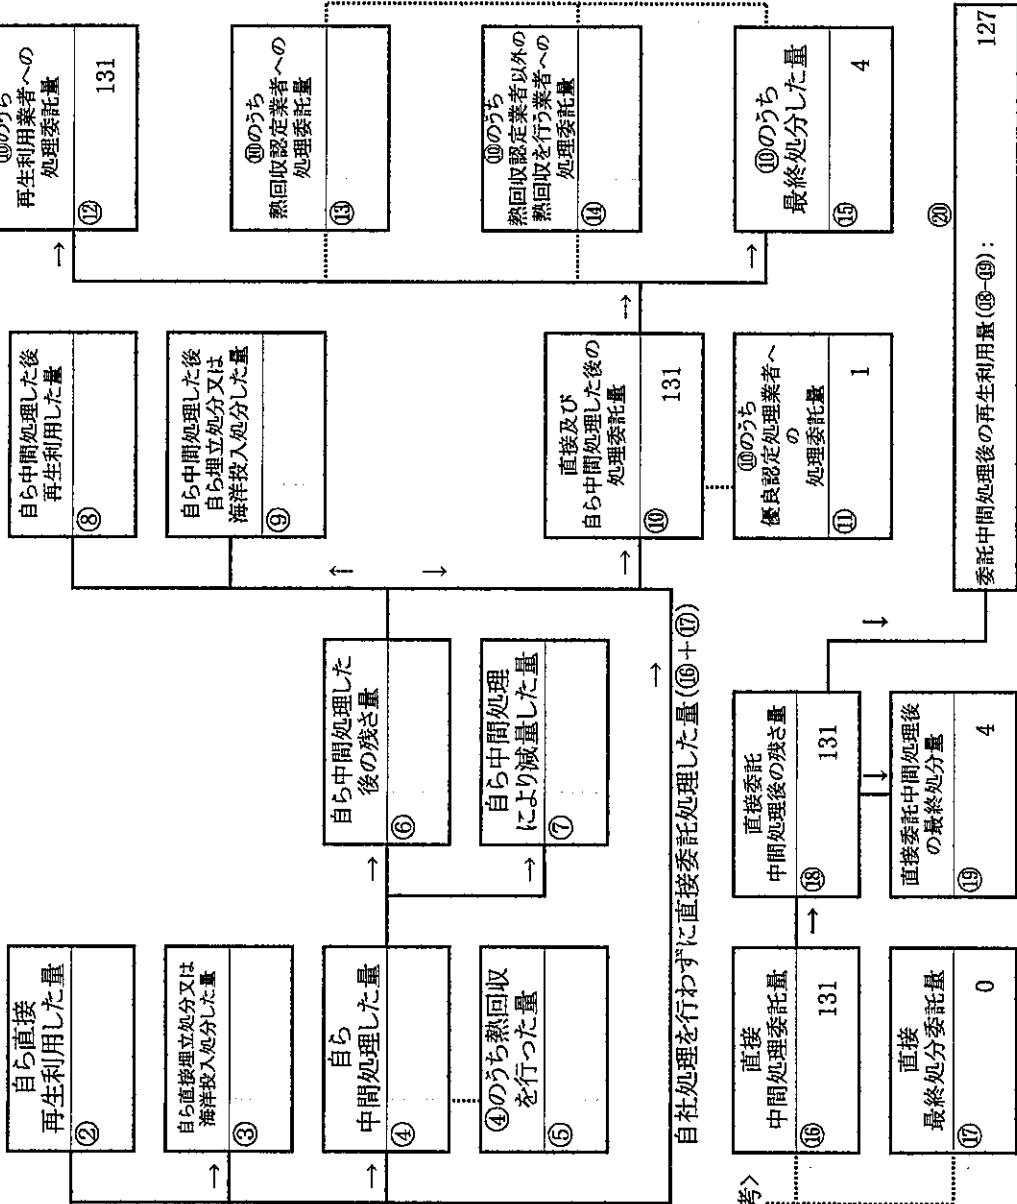 自ら直接
再生利用した量
②
→
自ら直接埋立処分又は
海洋投入処分した量
③
→
自ら
中間処理した量
④
④のうち熱回収
を行った量
⑤
→
自ら中間処理した
後の残さ量
⑥
→
自ら中間処理
により減量した量
⑦
自ら中間処理した後
再生利用した量
⑧
自ら中間処理した後
自ら埋立処分又は
海洋投入処分した量
⑨
↑
↓
→
自社処理を行わずに直接委託処理した量(⑯+⑰)
→
直接及び
自ら中間処理した後の
処理委託量
⑩ 131
⑩のうち
優良認定処理業者へ
の
処理委託量
⑪ 1
→
→
⑩のうち
再生利用業者への
処理委託量
⑫ 131
⑩のうち
熱回収認定業者への
処理委託量
⑬
⑩のうち
熱回収認定業者以外の
熱回収を行う業者への
処理委託量
⑭
→
⑩のうち
最終処分した量
⑮ 4
考>
直接
中間処理委託量
⑯ 131
→
直接
最終処分委託量
⑰ 0
直接委託
中間処理後の残さ量
⑱ 131
↓
直接委託中間処理後
の最終処分量
⑲ 4
↓
⑳
委託中間処理後の再生利用量(⑱-⑲): 127